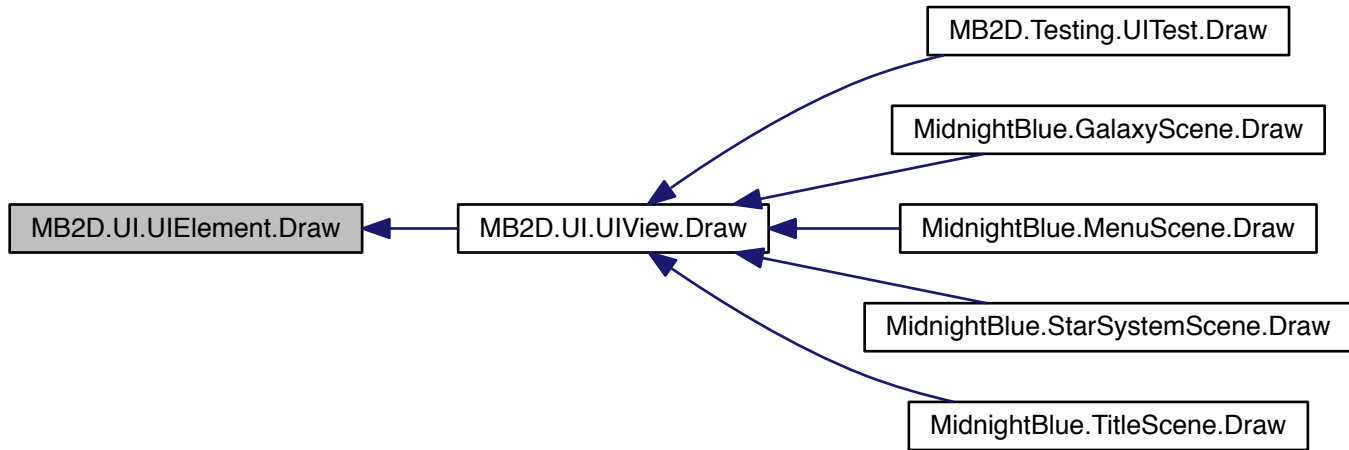 MB2D.UI.UIElement.Draw
MB2D.UI.UIView.Draw
MB2D.Testing.UITest.Draw
MidnightBlue.GalaxyScene.Draw
MidnightBlue.MenuScene.Draw
MidnightBlue.StarSystemScene.Draw
MidnightBlue.TitleScene.Draw